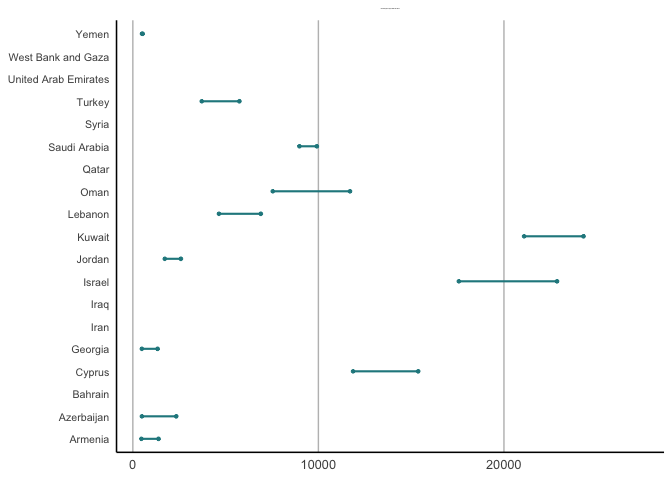 Yemen
West Bank and Gaza
United Arab Emirates
Turkey
Syria
Saudi Arabia
Qatar
Oman
Lebanon
Kuwait
Jordan
Israel
Iraq
Iran
Georgia
Cyprus
Bahrain
Azerbaijan
Armenia
0 10000 20000